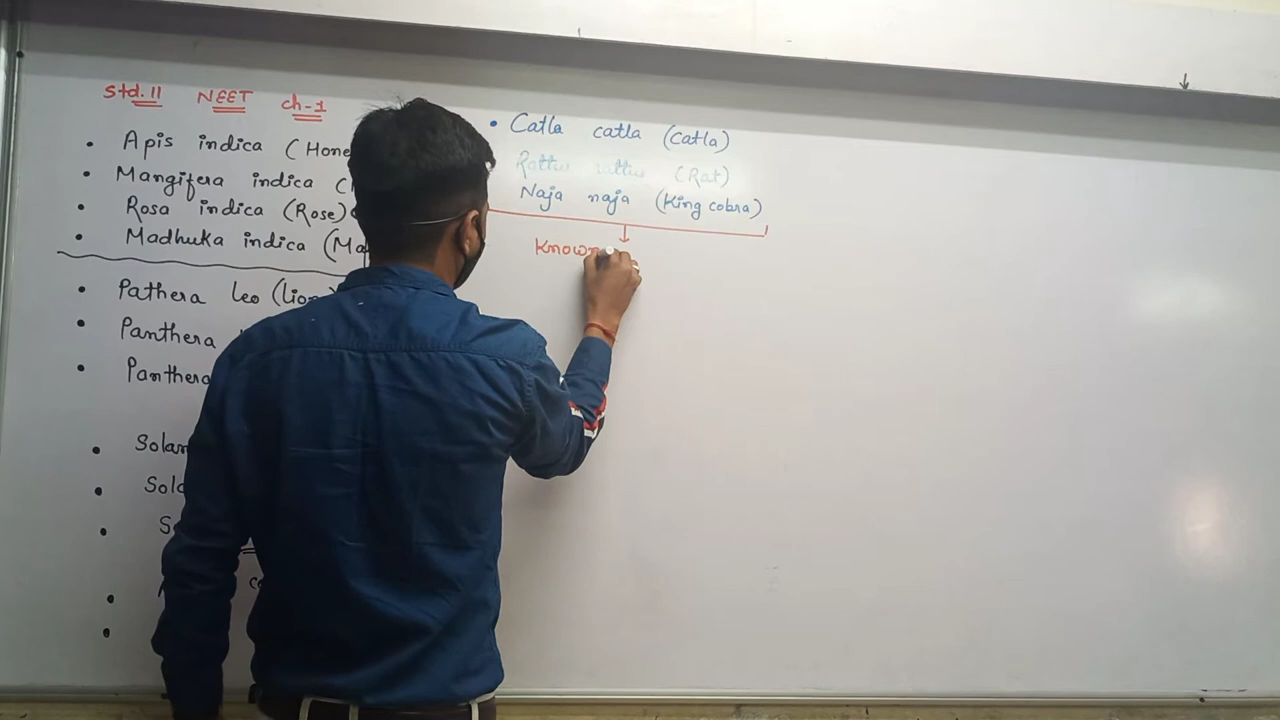 Std. 11 NEET ch-1
• Apis indica (Hone
• Mangifera indica (
• Rosa indica (Rose)
• Madhuka indica (Ma
• Pathera leo (lion
• Panthera
• Panthera
• Solan
• Sola
• S
• Catla catla (Catla)
Rattus rattus (Rat)
Naja naja (King cobra)
Known